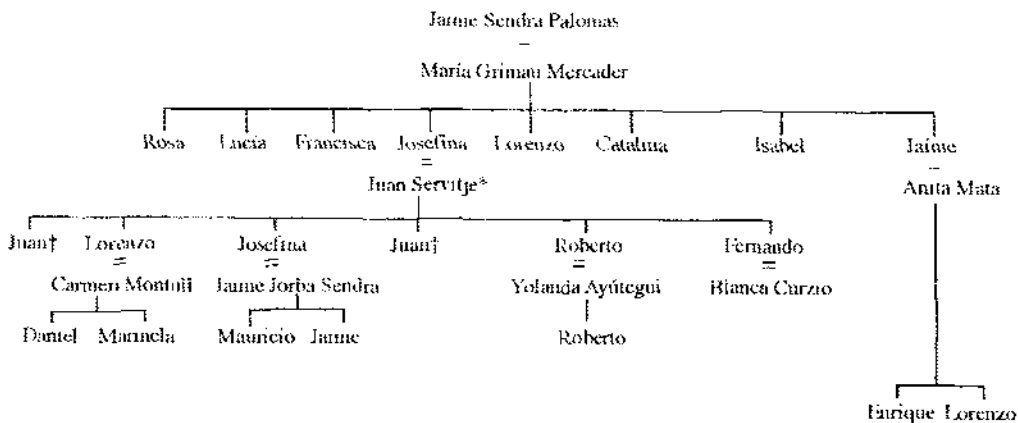 Jaime Sendra Palomas
=
María Grimau Mercader
Rosa Lucía Francisca Josefina Lorenzo Catalina Isabel Jaime
= =
Juan Servitje* Anita Mata
Juan† Lorenzo Josefina Juan† Roberto Fernando
= = = =
Carmen Montull Jaime Jorba Sendra Yolanda Ayútegui Blanca Curzio
Daniel Marinela Mauricio Jaime Roberto
Enrique Lorenzo